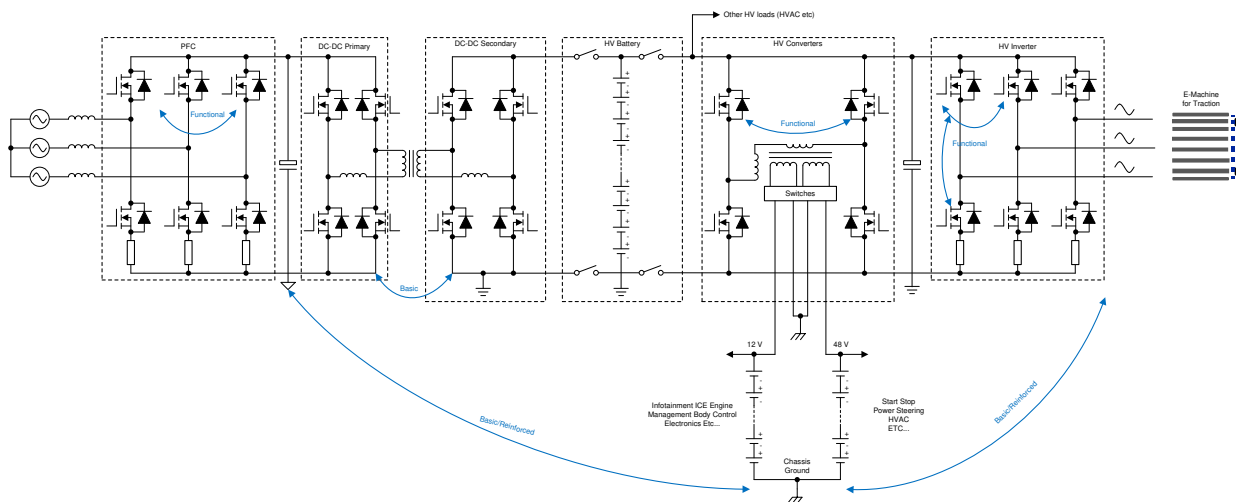 Other HV loads (HVAC etc)
PFC
DC-DC Primary
DC-DC Secondary
HV Battery
HV Converters
HV Inverter
E-Machine
for Traction
Functional
Functional
Functional
Switches
Basic
12 V
48 V
Infotainment ICE Engine
Management Body Control
Electronics Etc...
Start Stop
Power Steering
HVAC
ETC...
Basic/Reinforced
Basic/Reinforced
Chassis
Ground